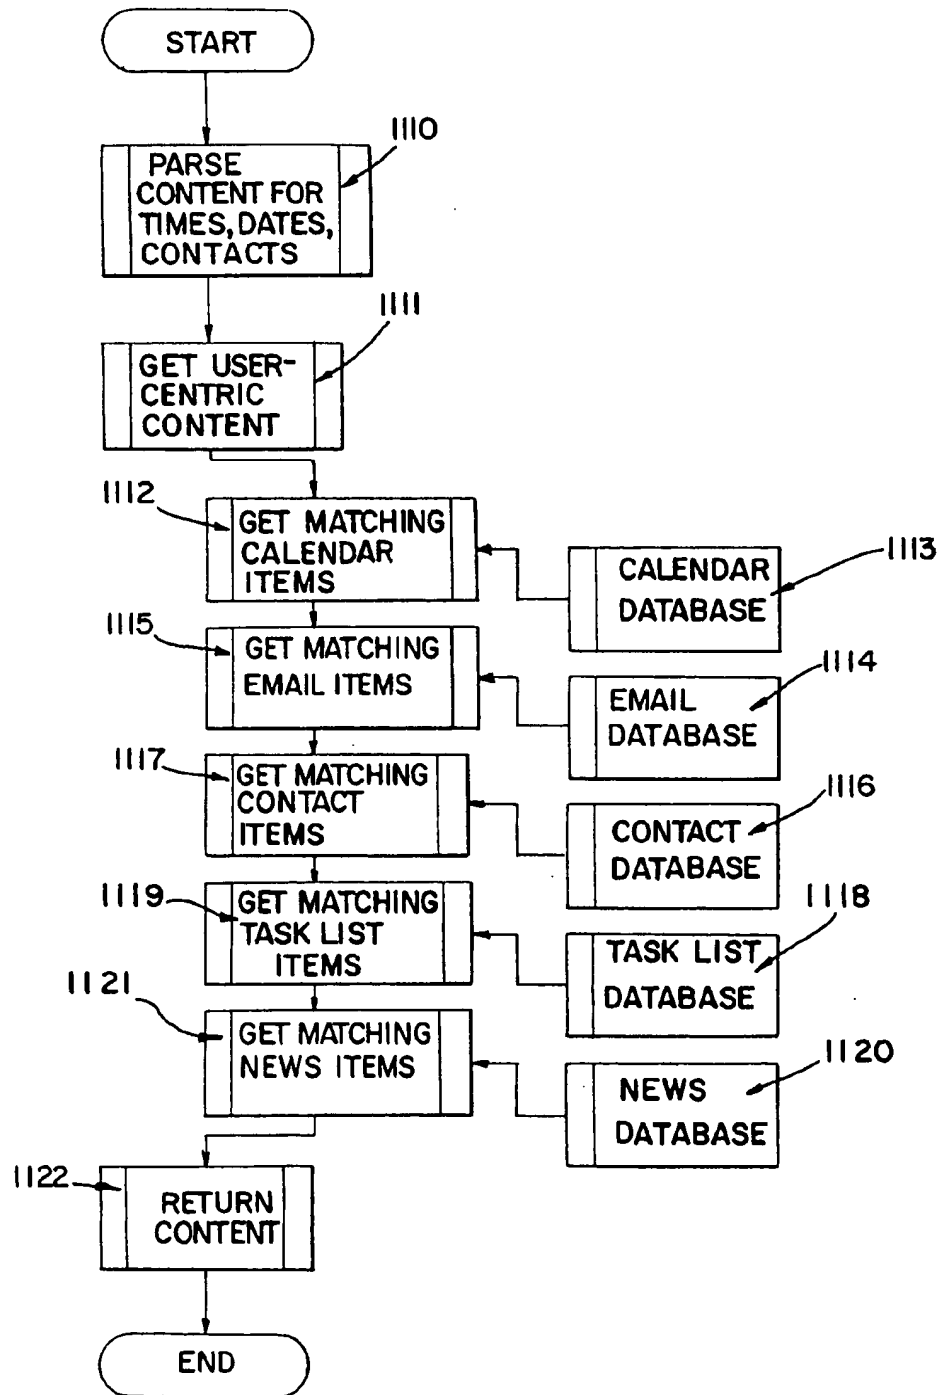 START
1110
PARSE
CONTENT FOR
TIMES, DATES,
CONTACTS
1111
GET USER-
CENTRIC
CONTENT
1112
GET MATCHING
CALENDAR
ITEMS
1113
CALENDAR
DATABASE
1115
GET MATCHING
EMAIL ITEMS
1114
EMAIL
DATABASE
1117
GET MATCHING
CONTACT
ITEMS
1116
CONTACT
DATABASE
1119
GET MATCHING
TASK LIST
ITEMS
1118
TASK LIST
DATABASE
1121
GET MATCHING
NEWS ITEMS
1120
NEWS
DATABASE
1122
RETURN
CONTENT
END